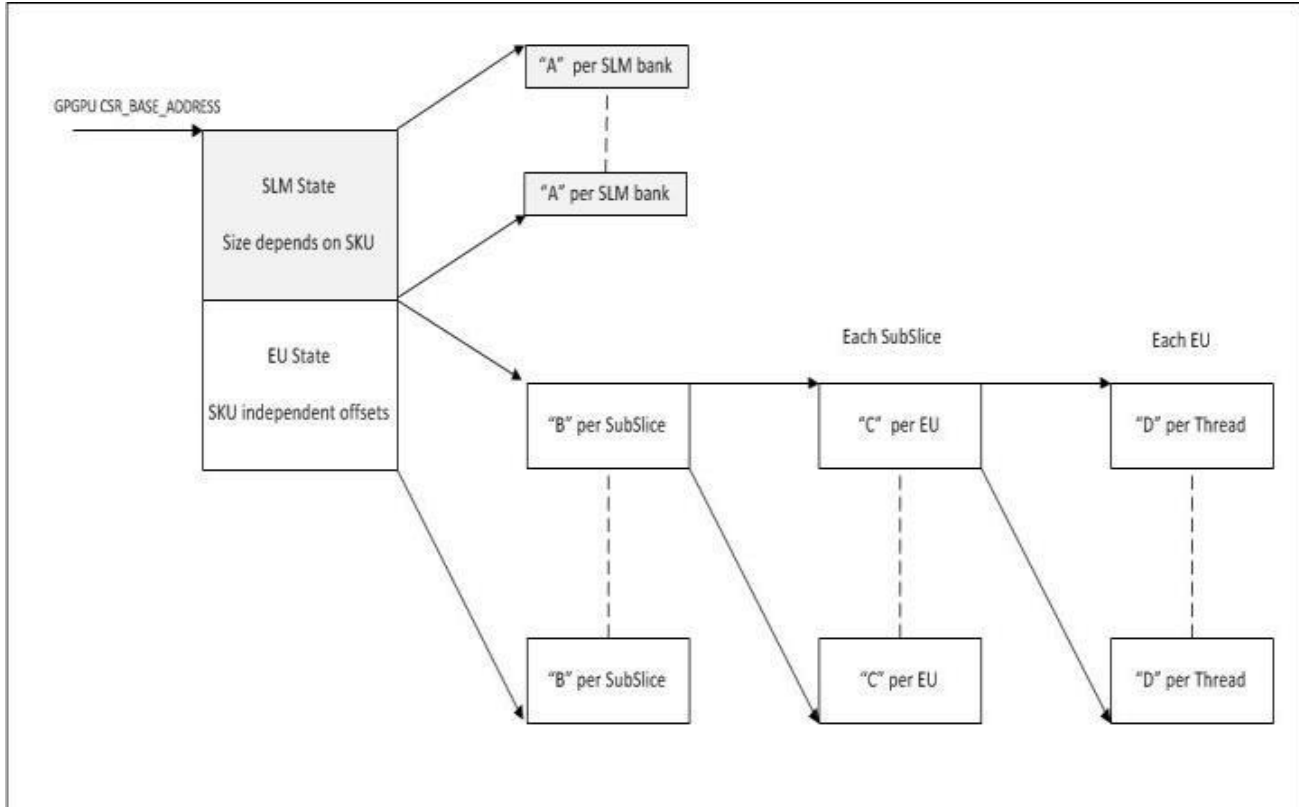 “A” per SLM bank
GPGPU CSR_BASE_ADDRESS
SLM State
Size depends on SKU
“A” per SLM bank
EU State
SKU independent offsets
Each SubSlice
Each EU
“B” per SubSlice
“C” per EU
“D” per Thread
“B” per SubSlice
“C” per EU
“D” per Thread